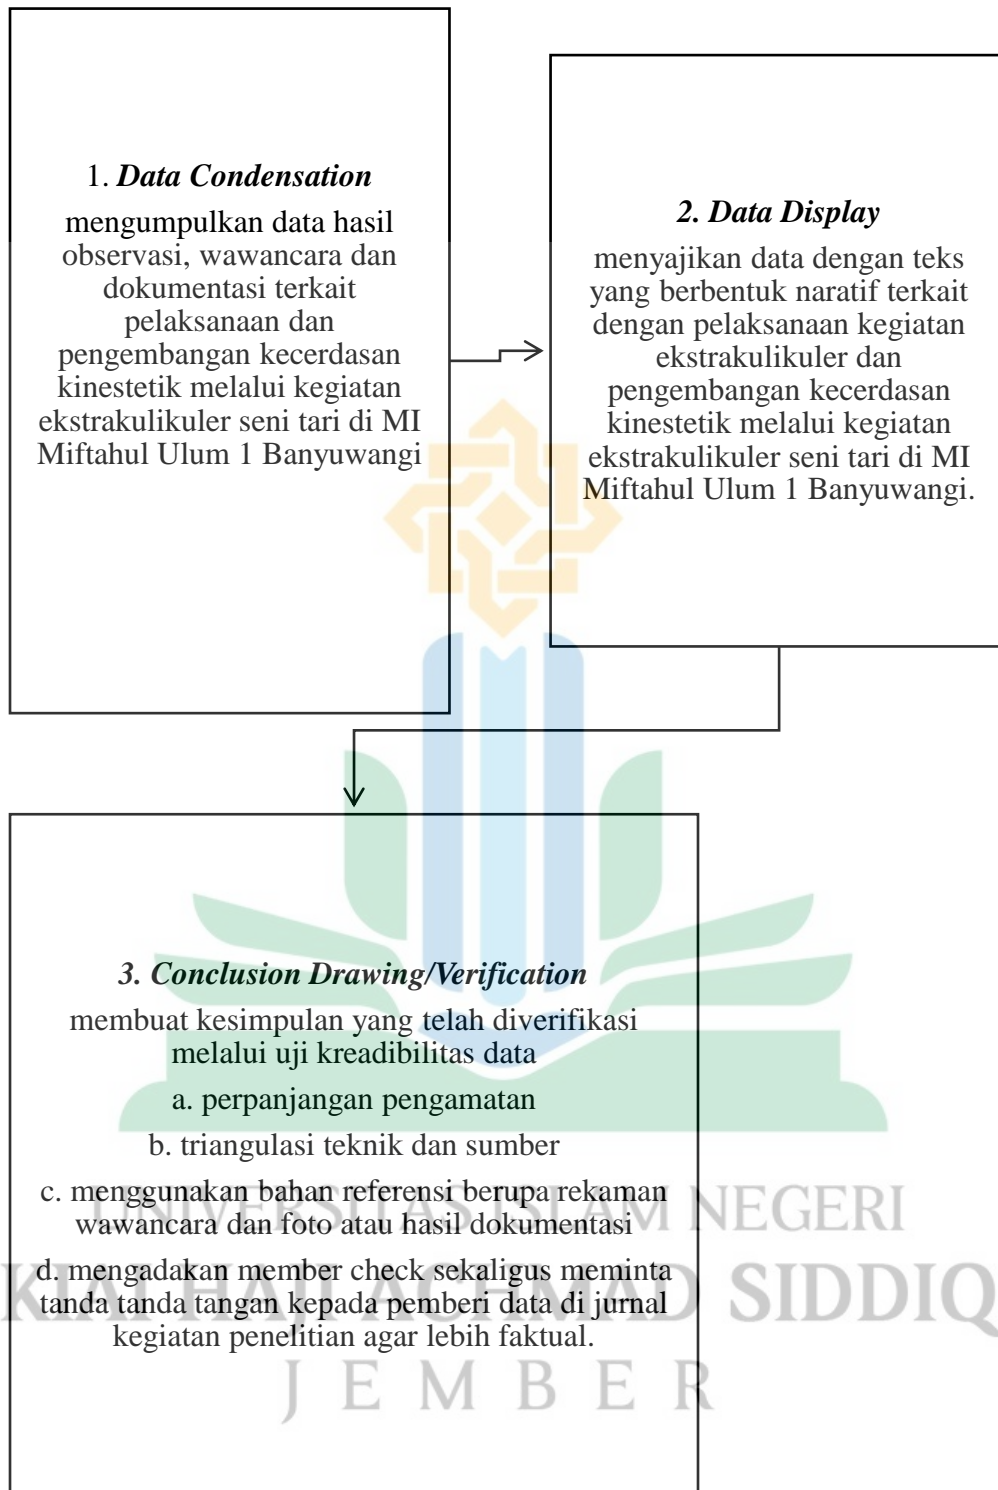 1. Data Condensation
mengumpulkan data hasil
observasi, wawancara dan
dokumentasi terkait
pelaksanaan dan
pengembangan kecerdasan
kinestetik melalui kegiatan
ekstrakulikuler seni tari di MI
Miftahul Ulum 1 Banyuwangi
2. Data Display
menyajikan data dengan teks
yang berbentuk naratif terkait
dengan pelaksanaan kegiatan
ekstrakulikuler dan
pengembangan kecerdasan
kinestetik melalui kegiatan
ekstrakulikuler seni tari di MI
Miftahul Ulum 1 Banyuwangi.
3. Conclusion Drawing/Verification
membuat kesimpulan yang telah diverifikasi
melalui uji kreadibilitas data
a. perpanjangan pengamatan
b. triangulasi teknik dan sumber
c. menggunakan bahan referensi berupa rekaman
wawancara dan foto atau hasil dokumentasi
d. mengadakan member check sekaligus meminta
tanda tanda tangan kepada pemberi data di jurnal
kegiatan penelitian agar lebih faktual.
UNIVERSITAS ISLAM NEGERI
KIAI HAJI ACHMAD SIDDIQ
JEMBER